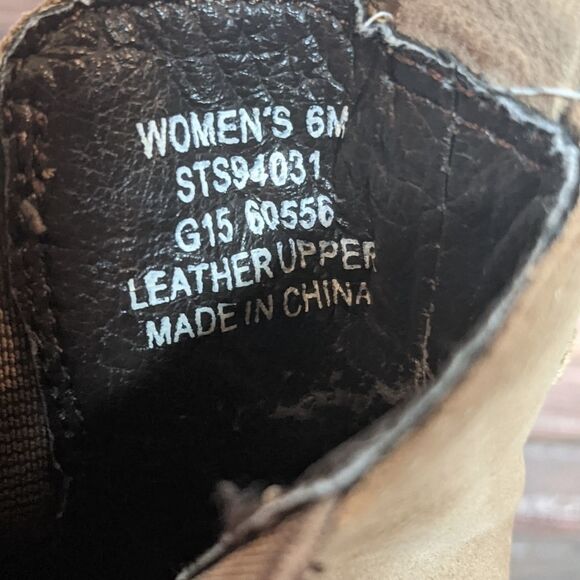 WOMEN'S 6M
STS94031
G15 60556
LEATHER UPPER
MADE IN CHINA